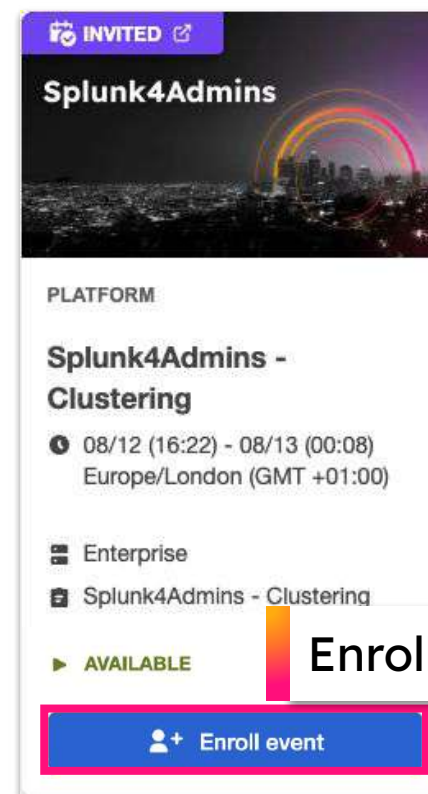 INVITED
Splunk4Admins
PLATFORM
Splunk4Admins -
Clustering
08/12 (16:22) - 08/13 (00:08)
Europe/London (GMT +01:00)
Enterprise
Splunk4Admins - Clustering
AVAILABLE
Enrol
Enroll event